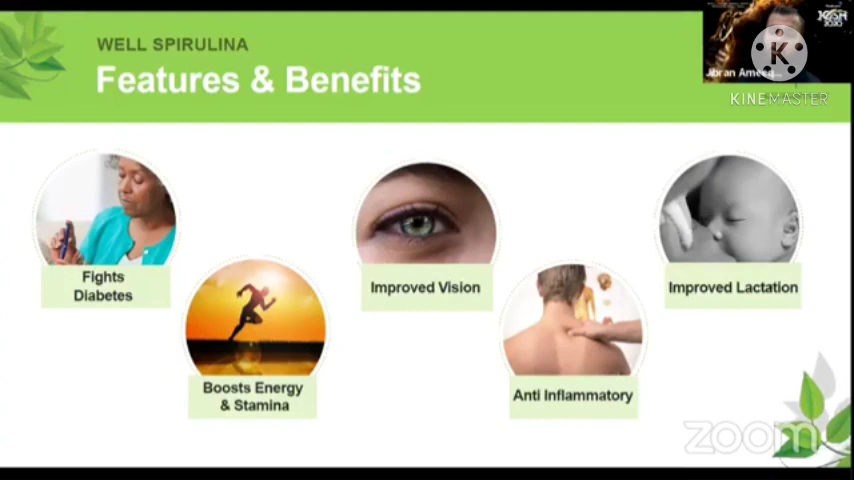 WELL SPIRULINA
Features & Benefits
K
KINEMASTER
Fights
Diabetes
Boosts Energy
& Stamina
Improved Vision
Anti Inflammatory
Improved Lactation
zoom